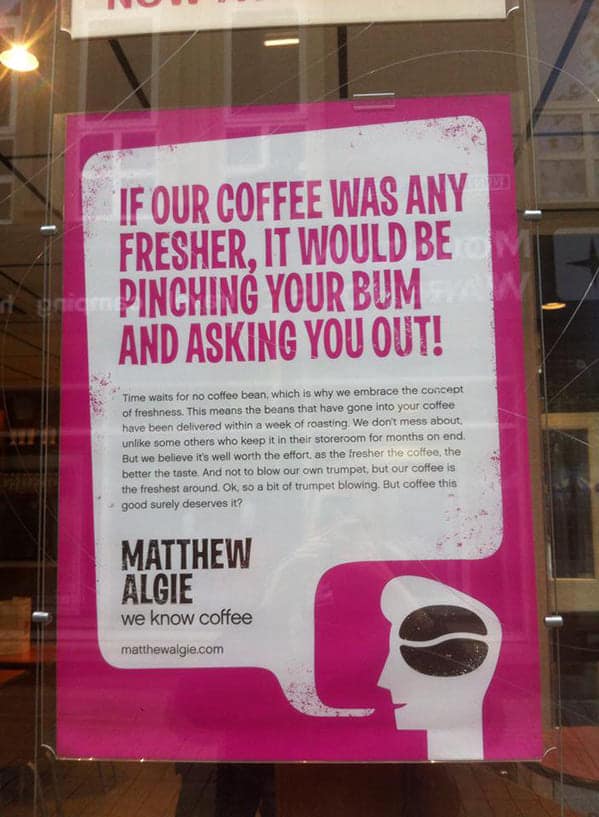 IF OUR COFFEE WAS ANY
FRESHER, IT WOULD BE
PINCHING YOUR BUM
AND ASKING YOU OUT!
Time waits for no coffee bean, which is why we embrace the concept
of freshness. This means the beans that have gone into your coffee
have been delivered within a week of roasting. We don't mess about,
unlike some others who keep it in their storeroom for months on end.
But we believe it's well worth the effort, as the fresher the coffee, the
better the taste. And not to blow our own trumpet, but our coffee is
the freshest around. Ok, so a bit of trumpet blowing. But coffee this
good surely deserves it?
MATTHEW
ALGIE
we know coffee
matthewalgie.com